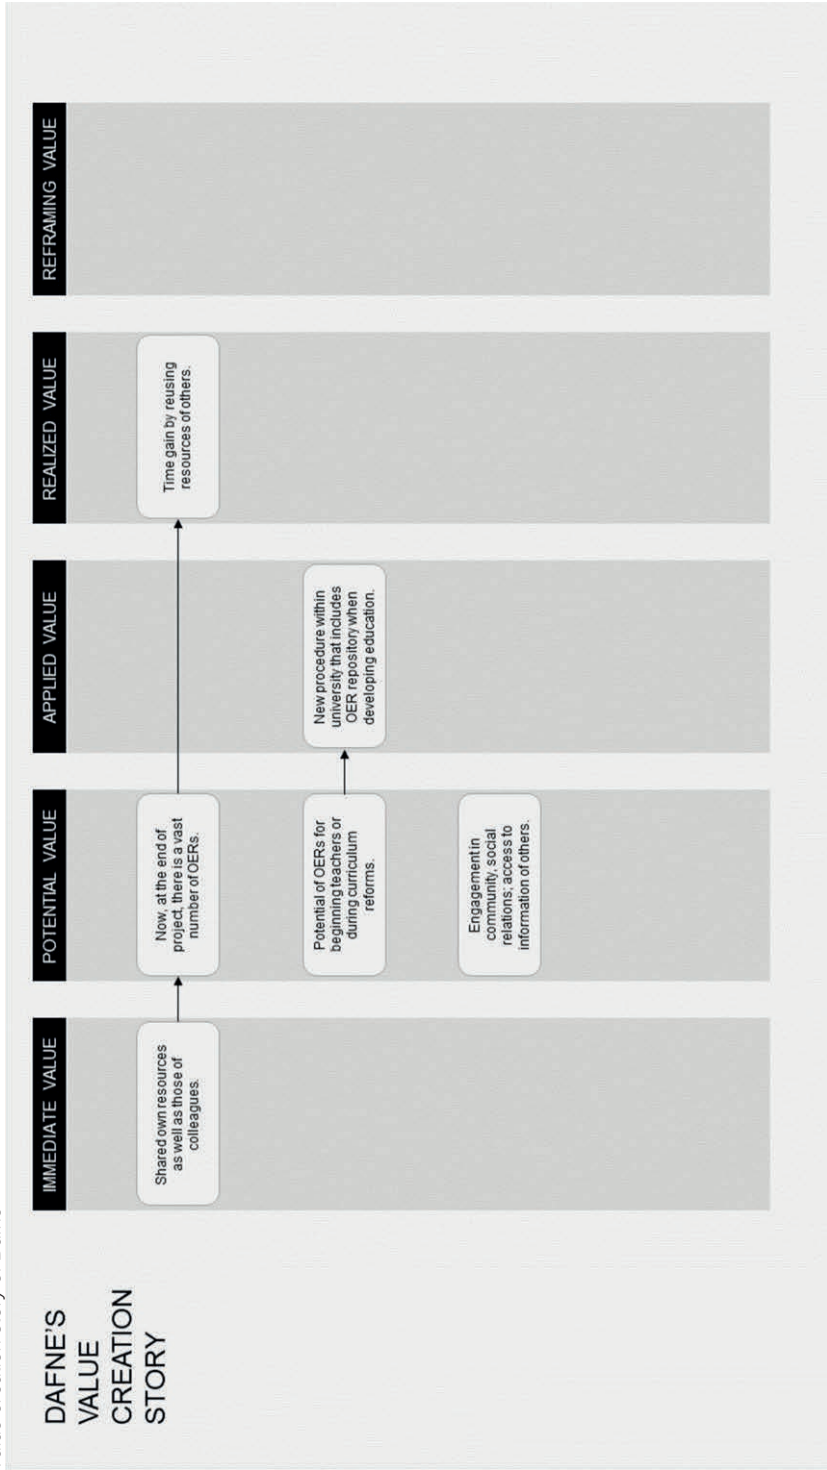 DAFNE'S
VALUE
CREATION
STORY
IMMEDIATE VALUE
Shared own resources
as well as those of
colleagues.
POTENTIAL VALUE
Now, at the end of
project, there is a vast
number of OERs.
Potential of OERs for
beginning teachers or
during curriculum
reforms.
Engagement in
community, social
relations; access to
information of others.
APPLIED VALUE
New procedure within
university that includes
OER repository when
developing education.
REALIZED VALUE
Time gain by reusing
resources of others.
REFRAMING VALUE